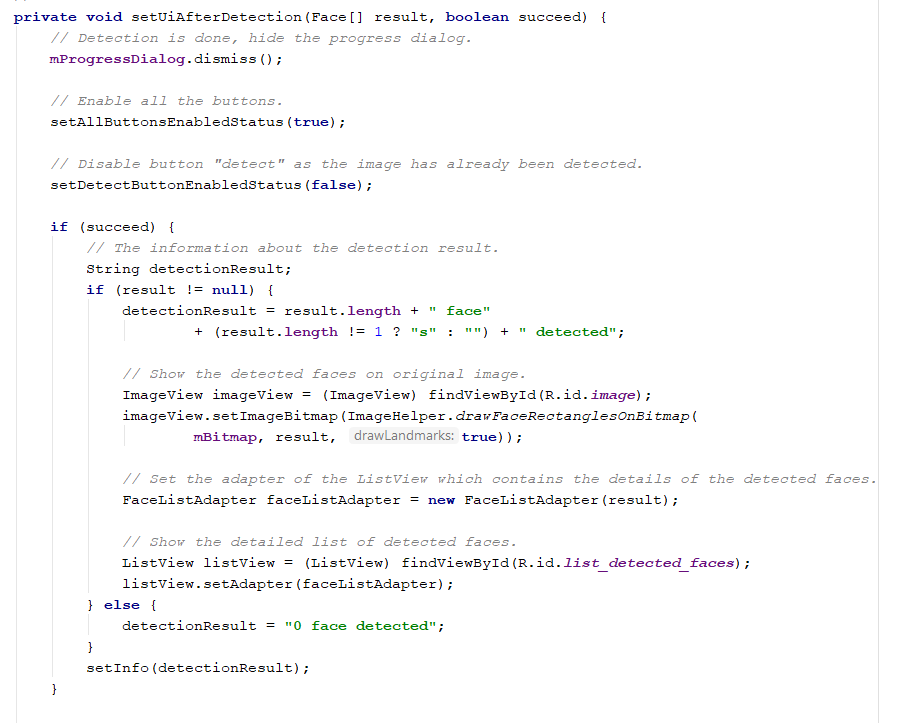 private void setUiAfterDetection(Face[] result, boolean succeed) {
    // Detection is done, hide the progress dialog.
    mProgressDialog.dismiss();

    // Enable all the buttons.
    setAllButtonsEnabledStatus(true);

    // Disable button "detect" as the image has already been detected.
    setDetectButtonEnabledStatus(false);

    if (succeed) {
        // The information about the detection result.
        String detectionResult;
        if (result != null) {
            detectionResult = result.length + " face"
                    + (result.length != 1 ? "s" : "") + " detected";

            // Show the detected faces on original image.
            ImageView imageView = (ImageView) findViewById(R.id.image);
            imageView.setImageBitmap(ImageHelper.drawFaceRectanglesOnBitmap(
                    mBitmap, result, drawLandmarks: true));

            // Set the adapter of the ListView which contains the details of the detected faces.
            FaceListAdapter faceListAdapter = new FaceListAdapter(result);

            // Show the detailed list of detected faces.
            ListView listView = (ListView) findViewById(R.id.list_detected_faces);
            listView.setAdapter(faceListAdapter);
        } else {
            detectionResult = "0 face detected";
        }
        setInfo(detectionResult);
    }